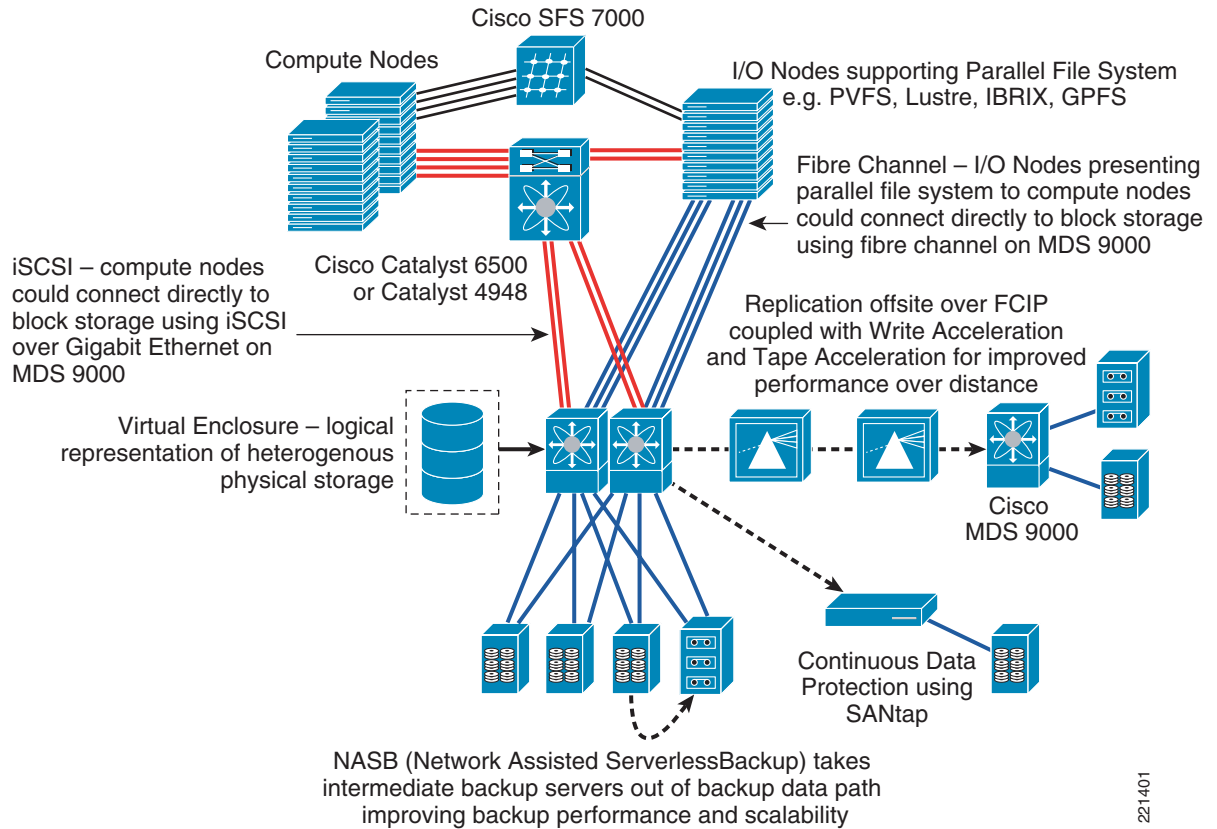 Cisco SFS 7000
Compute Nodes
I/O Nodes supporting Parallel File System
e.g. PVFS, Lustre, IBRIX, GPFS
Fibre Channel – I/O Nodes presenting
parallel file system to compute nodes
could connect directly to block storage
using fibre channel on MDS 9000
iSCSI – compute nodes
could connect directly to
block storage using iSCSI
over Gigabit Ethernet on
MDS 9000
Cisco Catalyst 6500
or Catalyst 4948
Replication offsite over FCIP
coupled with Write Acceleration
and Tape Acceleration for improved
performance over distance
Virtual Enclosure – logical
representation of heterogenous
physical storage
Cisco
MDS 9000
Continuous Data
Protection using
SANtap
NASB (Network Assisted ServerlessBackup) takes
intermediate backup servers out of backup data path
improving backup performance and scalability
221401